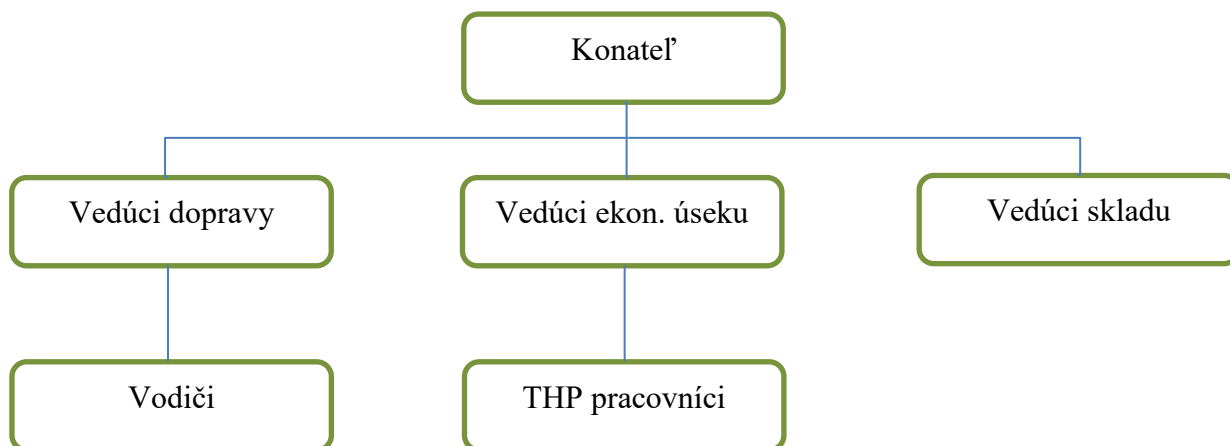 Konateľ
Vedúci dopravy
Vedúci ekon. úseku
Vedúci skladu
Vodiči
THP pracovníci